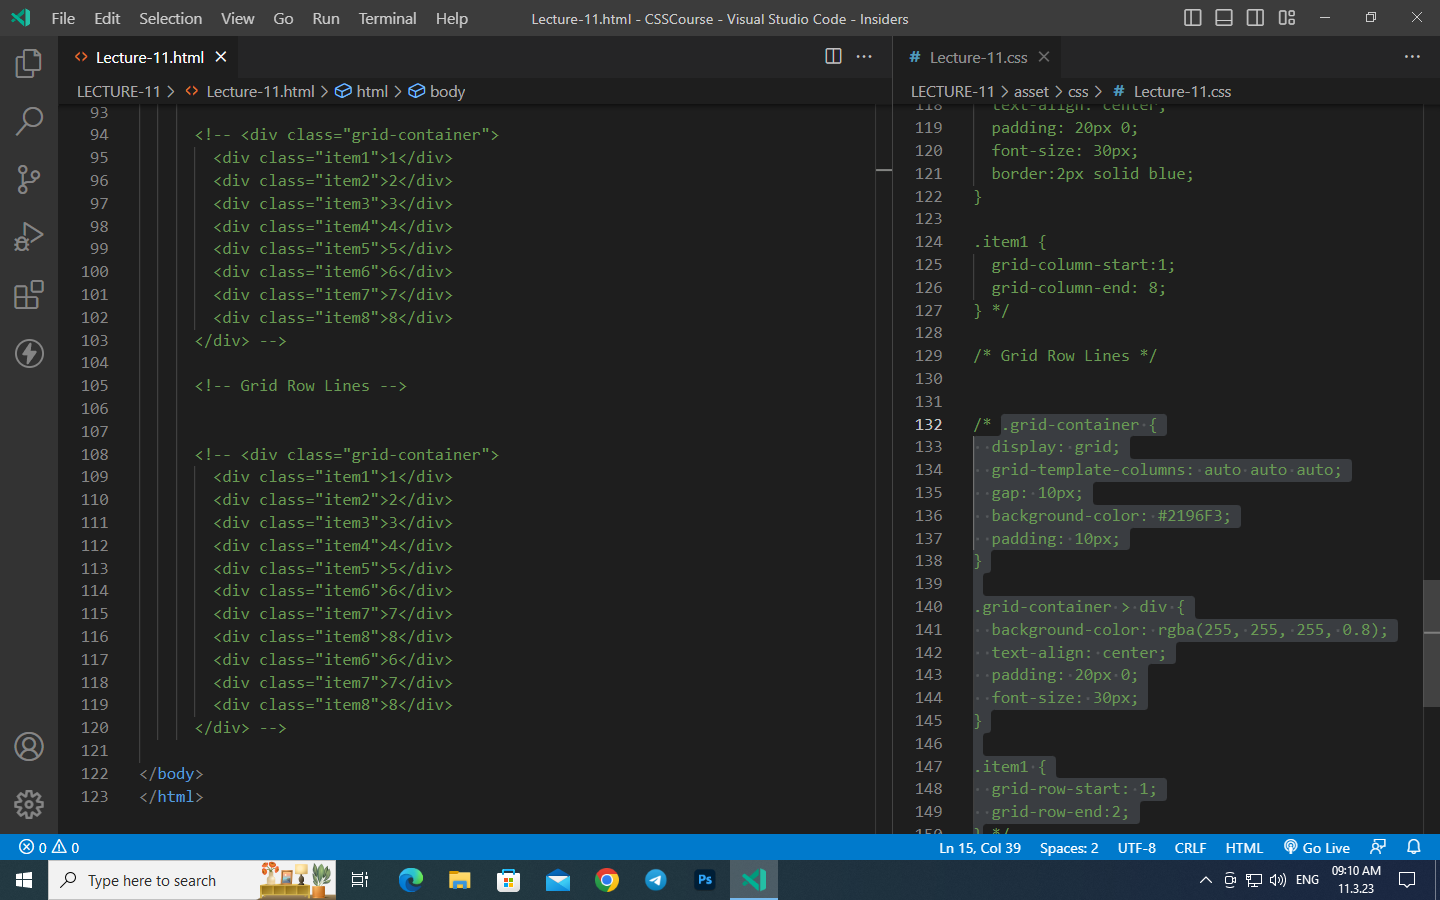 File Edit Selection View Go Run Terminal Help Lecture-11.html - CSSCourse - Visual Studio Code - Insiders
Lecture-11.html
LECTURE-11 > Lecture-11.html > html > body
93
94 <!-- <div class="grid-container">
95 <div class="item1">1</div>
96 <div class="item2">2</div>
97 <div class="item3">3</div>
98 <div class="item4">4</div>
99 <div class="item5">5</div>
100 <div class="item6">6</div>
101 <div class="item7">7</div>
102 <div class="item8">8</div>
103 </div> -->
104
105 <!-- Grid Row Lines -->
106
107
108 <!-- <div class="grid-container">
109 <div class="item1">1</div>
110 <div class="item2">2</div>
111 <div class="item3">3</div>
112 <div class="item4">4</div>
113 <div class="item5">5</div>
114 <div class="item6">6</div>
115 <div class="item7">7</div>
116 <div class="item8">8</div>
117 <div class="item6">6</div>
118 <div class="item7">7</div>
119 <div class="item8">8</div>
120 </div> -->
121
122 </body>
123 </html>
# Lecture-11.css
LECTURE-11 > asset > css > # Lecture-11.css
118 text-align: center;
119 padding: 20px 0;
120 font-size: 30px;
121 border:2px solid blue;
122 }
123
124 .item1 {
125 grid-column-start:1;
126 grid-column-end: 8;
127 } */
128
129 /* Grid Row Lines */
130
131
132 /* .grid-container {
133 display: grid;
134 grid-template-columns: auto auto auto;
135 gap: 10px;
136 background-color: #2196F3;
137 padding: 10px;
138 }
139
140 .grid-container > div {
141 background-color: rgba(255, 255, 255, 0.8);
142 text-align: center;
143 padding: 20px 0;
144 font-size: 30px;
145 }
146
147 .item1 {
148 grid-row-start: 1;
149 grid-row-end:2;
150 } */
0 0 Ln 15, Col 39 Spaces: 2 UTF-8 CRLF HTML Go Live
Type here to search Ps ENG 09:10 AM
11.3.23